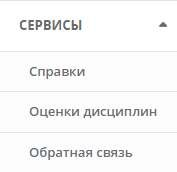 СЕРВИСЫ
Справки
Оценки дисциплин
Обратная связь